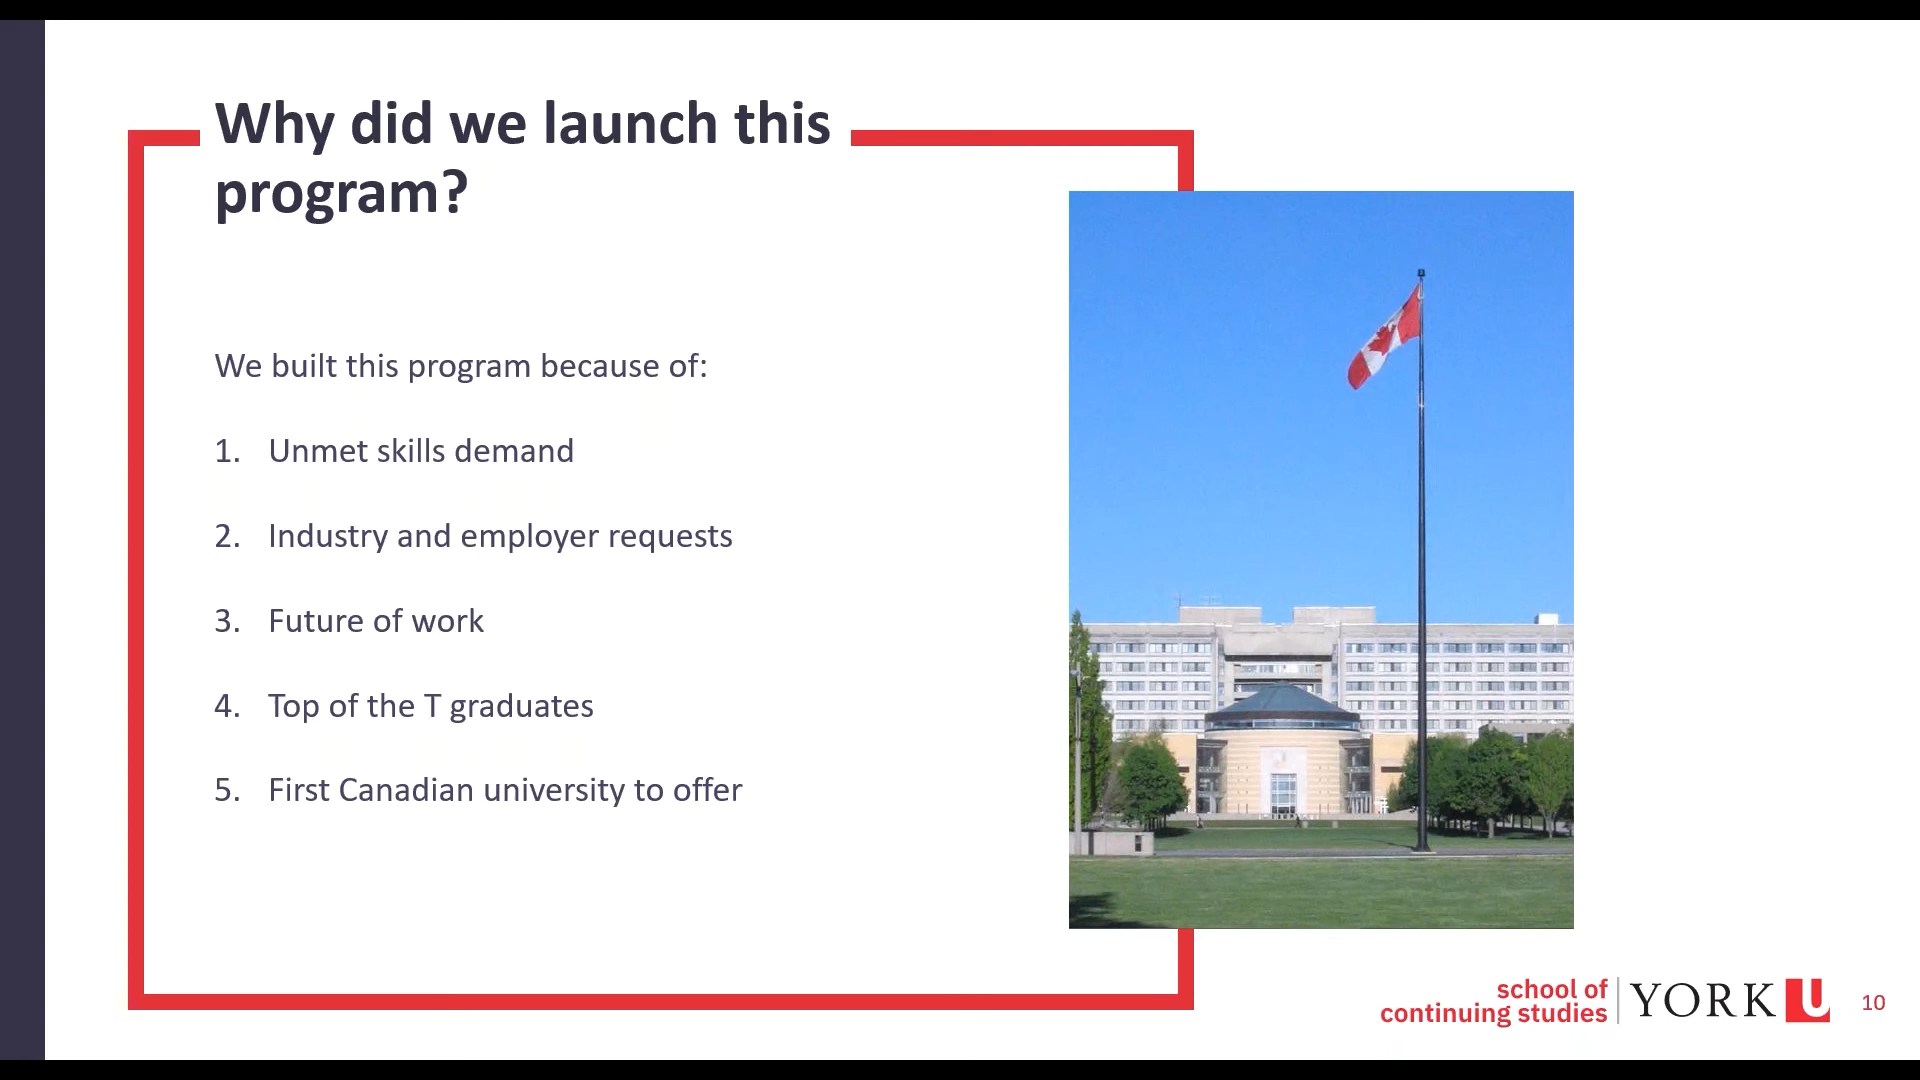 Why did we launch this
program?
We built this program because of:
1. Unmet skills demand
2. Industry and employer requests
3. Future of work
4. Top of the T graduates
5. First Canadian university to offer
school of
continuing studies
YORK U
10